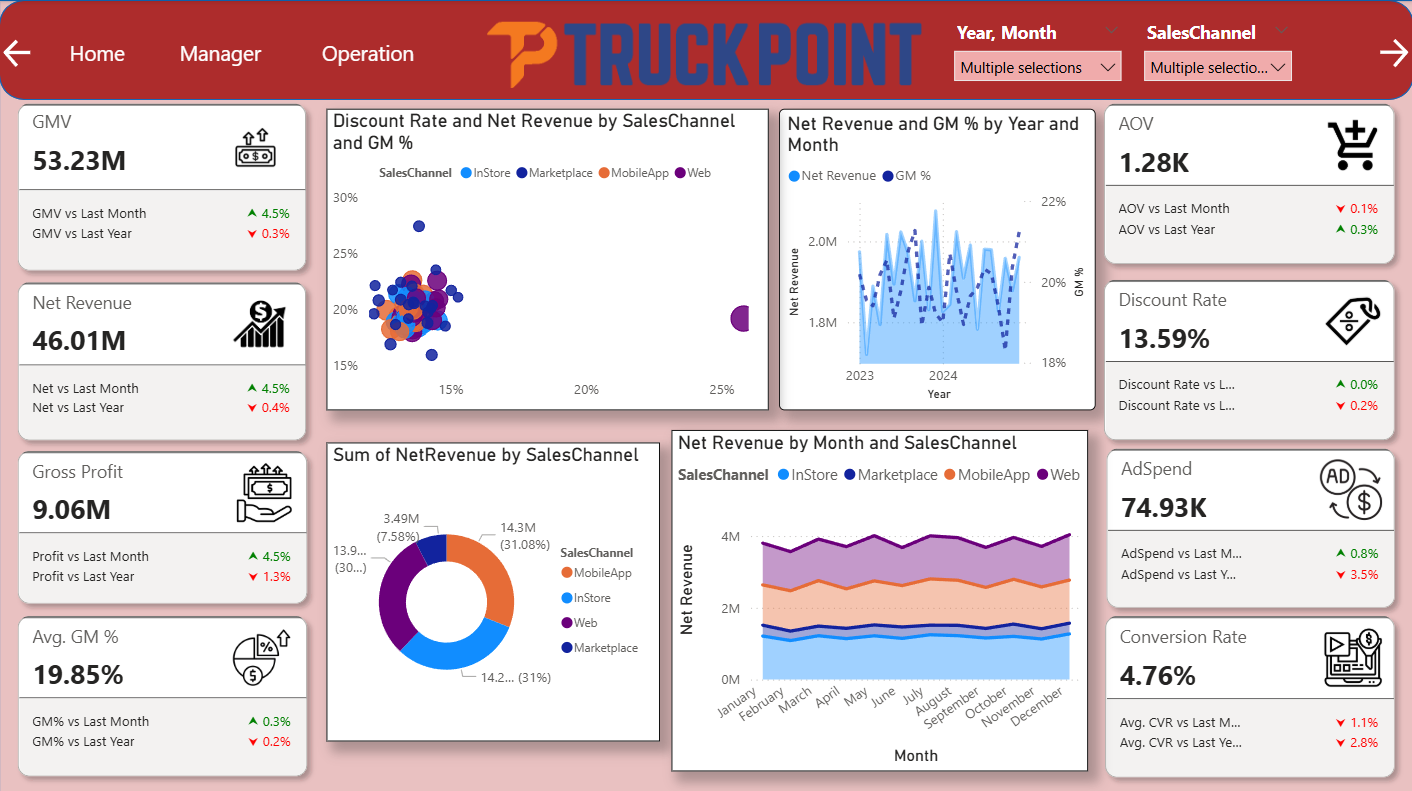 Home
Manager
Operation
TRUCK POINT
Year, Month
Multiple selections
SalesChannel
Multiple selectio...
GMV
53.23M
GMV vs Last Month 4.5%
GMV vs Last Year 0.3%
Net Revenue
46.01M
Net vs Last Month 4.5%
Net vs Last Year 0.4%
Gross Profit
9.06M
Profit vs Last Month 4.5%
Profit vs Last Year 1.3%
Avg. GM %
19.85%
GM% vs Last Month 0.3%
GM% vs Last Year 0.2%
Discount Rate and Net Revenue by SalesChannel
and GM %
SalesChannel InStore Marketplace MobileApp Web
30%
25%
20%
15%
15% 20% 25%
Net Revenue and GM % by Year and
Month
Net Revenue GM %
Net Revenue
2.0M
1.8M
22%
20%
18%
GM %
2023 2024
Year
Sum of NetRevenue by SalesChannel
3.49M
(7.58%)
14.3M
(31.08%)
13.9...
(30...)
14.2... (31%)
SalesChannel
MobileApp
InStore
Web
Marketplace
Net Revenue by Month and SalesChannel
SalesChannel InStore Marketplace MobileApp Web
Net Revenue
4M
2M
0M
January
February
March
April
May
June
July
August
September
October
November
December
Month
AOV
1.28K
AOV vs Last Month 0.1%
AOV vs Last Year 0.3%
Discount Rate
13.59%
Discount Rate vs L... 0.0%
Discount Rate vs L... 0.2%
AdSpend
74.93K
AD
$
AdSpend vs Last M... 0.8%
AdSpend vs Last Y... 3.5%
Conversion Rate
4.76%
Avg. CVR vs Last M... 1.1%
Avg. CVR vs Last Ye... 2.8%